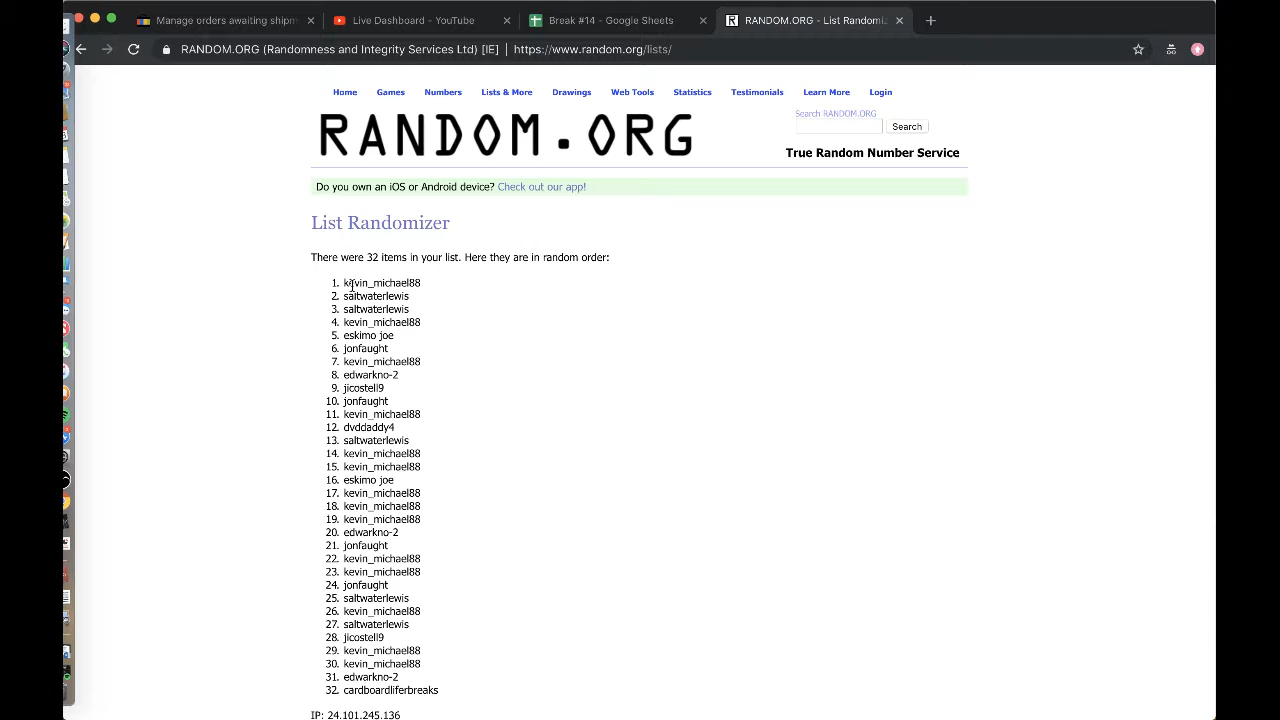 Manage orders awaiting shipm
Live Dashboard - YouTube
Break #14 - Google Sheets
RANDOM.ORG - List Randomiz
RANDOM.ORG (Randomness and Integrity Services Ltd) [IE] | https://www.random.org/lists/
Home Games Numbers Lists & More Drawings Web Tools Statistics Testimonials Learn More Login
Search RANDOM.ORG
Search
RANDOM.ORG
True Random Number Service
Do you own an iOS or Android device? Check out our app!
List Randomizer
There were 32 items in your list. Here they are in random order:
1. kevin_michael88
2. saltwaterlewis
3. saltwaterlewis
4. kevin_michael88
5. eskimo joe
6. jonfaught
7. kevin_michael88
8. edwarkno-2
9. jicostell9
10. jonfaught
11. kevin_michael88
12. dvddaddy4
13. saltwaterlewis
14. kevin_michael88
15. kevin_michael88
16. eskimo joe
17. kevin_michael88
18. kevin_michael88
19. kevin_michael88
20. edwarkno-2
21. jonfaught
22. kevin_michael88
23. kevin_michael88
24. jonfaught
25. saltwaterlewis
26. kevin_michael88
27. saltwaterlewis
28. jicostell9
29. kevin_michael88
30. kevin_michael88
31. edwarkno-2
32. cardboardliferbreaks
IP: 24.101.245.136